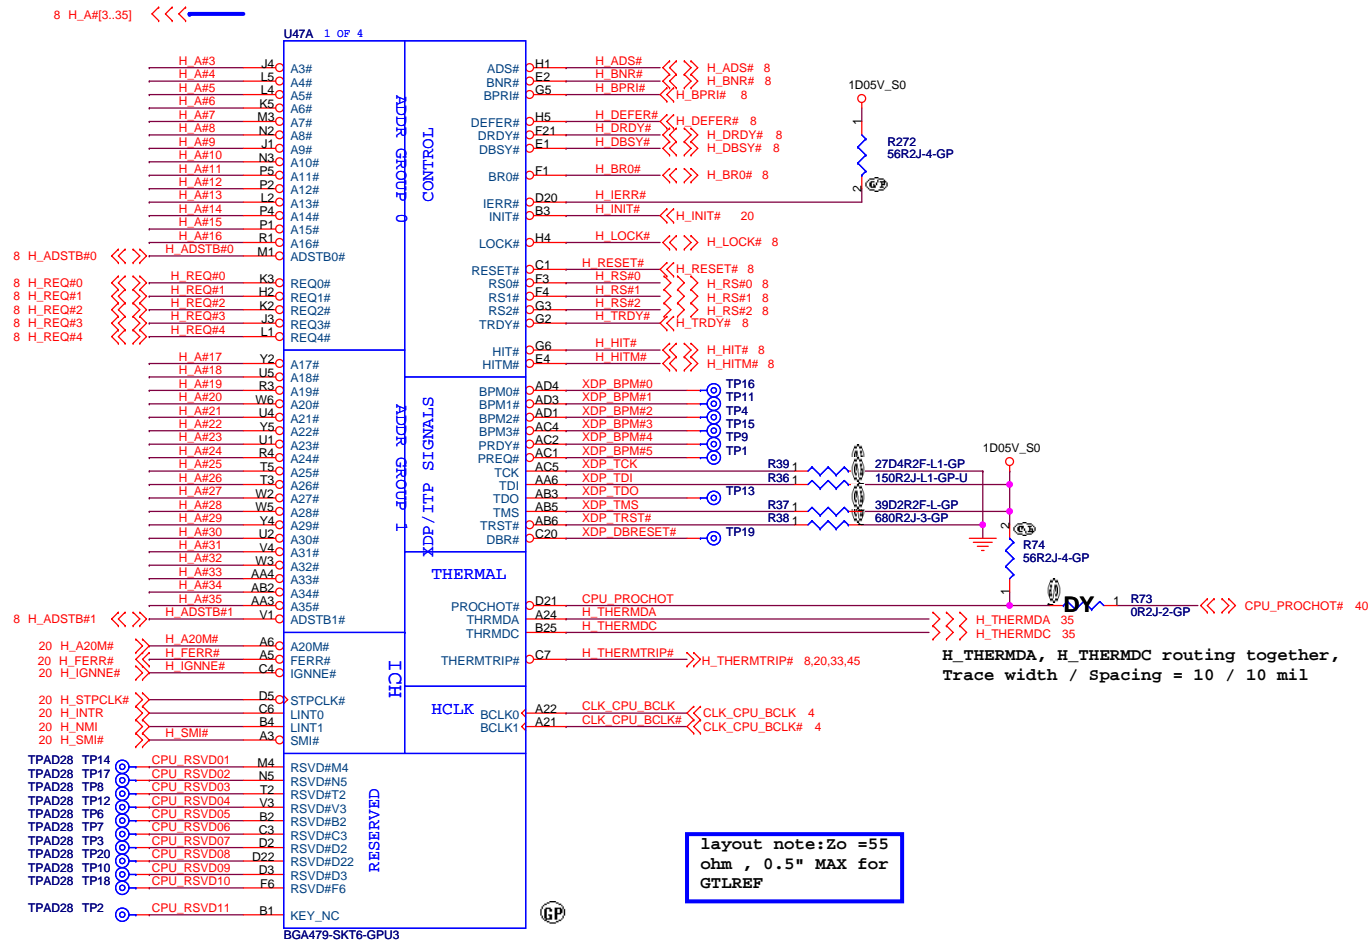 8 H_A#[3..35]
U47A 1 OF 4
H_A#3 J4 A3#
H_A#4 L5 A4#
H_A#5 L4 A5#
H_A#6 K5 A6#
H_A#7 M3 A7#
H_A#8 N2 A8#
H_A#9 J1 A9#
H_A#10 N3 A10#
H_A#11 P5 A11#
H_A#12 P2 A12#
H_A#13 L2 A13#
H_A#14 P4 A14#
H_A#15 P1 A15#
H_A#16 R1 A16#
8 H_ADSTB#0 H_ADSTB#0 M1 ADSTB0#
8 H_REQ#0 H_REQ#0 K3 REQ0#
8 H_REQ#1 H_REQ#1 H2 REQ1#
8 H_REQ#2 H_REQ#2 K2 REQ2#
8 H_REQ#3 H_REQ#3 J3 REQ3#
8 H_REQ#4 H_REQ#4 L1 REQ4#
ADDR GROUP 0
H_A#17 Y2 A17#
H_A#18 U5 A18#
H_A#19 R3 A19#
H_A#20 W6 A20#
H_A#21 U4 A21#
H_A#22 Y5 A22#
H_A#23 U1 A23#
H_A#24 R4 A24#
H_A#25 T5 A25#
H_A#26 T3 A26#
H_A#27 W2 A27#
H_A#28 W5 A28#
H_A#29 Y4 A29#
H_A#30 U2 A30#
H_A#31 V4 A31#
H_A#32 W3 A32#
H_A#33 AA4 A33#
H_A#34 AB2 A34#
H_A#35 AA3 A35#
8 H_ADSTB#1 H_ADSTB#1 V1 ADSTB1#
ADDR GROUP 1
20 H_A20M# H_A20M# A6 A20M#
20 H_FERR# H_FERR# A5 FERR#
20 H_IGNNE# H_IGNNE# C4 IGNNE#
20 H_STPCLK# D5 STPCLK#
20 H_INTR C6 LINT0
20 H_NMI B4 LINT1
20 H_SMI# H_SMI# A3 SMI#
ICH
TPAD28 TP14 CPU_RSVD01 M4 RSVD#M4
TPAD28 TP17 CPU_RSVD02 N5 RSVD#N5
TPAD28 TP8 CPU_RSVD03 T2 RSVD#T2
TPAD28 TP12 CPU_RSVD04 V3 RSVD#V3
TPAD28 TP6 CPU_RSVD05 B2 RSVD#B2
TPAD28 TP7 CPU_RSVD06 C3 RSVD#C3
TPAD28 TP3 CPU_RSVD07 D2 RSVD#D2
TPAD28 TP20 CPU_RSVD08 D22 RSVD#D22
TPAD28 TP10 CPU_RSVD09 D3 RSVD#D3
TPAD28 TP18 CPU_RSVD10 F6 RSVD#F6
TPAD28 TP2 CPU_RSVD11 B1 KEY_NC
RESERVED
BGA479-SKT6-GPU3
CONTROL
ADS# H1 H_ADS# H_ADS# 8
BNR# E2 H_BNR# H_BNR# 8
BPRI# G5 H_BPRI# H_BPRI# 8
DEFER# H5 H_DEFER# H_DEFER# 8
DRDY# F21 H_DRDY# H_DRDY# 8
DBSY# E1 H_DBSY# H_DBSY# 8
BR0# F1 H_BR0# H_BR0# 8
IERR# D20 H_IERR#
INIT# B3 H_INIT# H_INIT# 20
LOCK# H4 H_LOCK# H_LOCK# 8
RESET# C1 H_RESET# H_RESET# 8
RS0# F3 H_RS#0 H_RS#0 8
RS1# F4 H_RS#1 H_RS#1 8
RS2# G3 H_RS#2 H_RS#2 8
TRDY# G2 H_TRDY# H_TRDY# 8
HIT# G6 H_HIT# H_HIT# 8
HITM# E4 H_HITM# H_HITM# 8
1D05V_S0
1
R272
56R2J-4-GP
2
XDP/ITP SIGNALS
BPM0# AD4 XDP_BPM#0 TP16
BPM1# AD3 XDP_BPM#1 TP11
BPM2# AD1 XDP_BPM#2 TP4
BPM3# AC4 XDP_BPM#3 TP15
PRDY# AC2 XDP_BPM#4 TP9
PREQ# AC1 XDP_BPM#5 TP1
TCK AC5 XDP_TCK R39 1 27D4R2F-L1-GP
TDI AA6 XDP_TDI R36 1 150R2J-L1-GP-U
TDO AB3 XDP_TDO TP13
TMS AB5 XDP_TMS R37 1 39D2R2F-L-GP
TRST# AB6 XDP_TRST# R38 1 680R2J-3-GP
DBR# C20 XDP_DBRESET# TP19
1D05V_S0
2
R74
56R2J-4-GP
1
THERMAL
PROCHOT# D21 CPU_PROCHOT DY 1 R73 0R2J-2-GP CPU_PROCHOT# 40
THRMDA A24 H_THERMDA H_THERMDA 35
THRMDC B25 H_THERMDC H_THERMDC 35
H_THERMDA, H_THERMDC routing together,
Trace width / Spacing = 10 / 10 mil
THERMTRIP# C7 H_THERMTRIP# H_THERMTRIP# 8,20,33,45
HCLK
BCLK0 A22 CLK_CPU_BCLK CLK_CPU_BCLK 4
BCLK1 A21 CLK_CPU_BCLK# CLK_CPU_BCLK# 4
layout note:Zo =55
ohm , 0.5" MAX for
GTLREF
GP